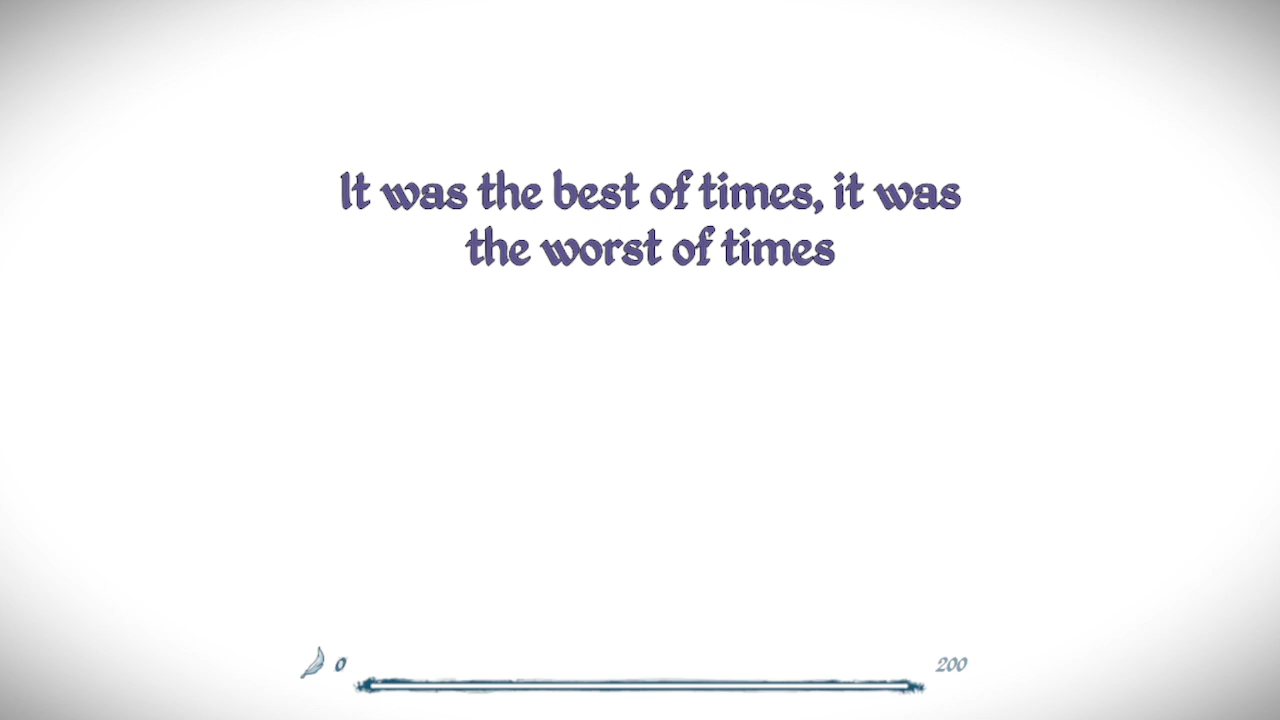 It was the best of times, it was
the worst of times
0
200